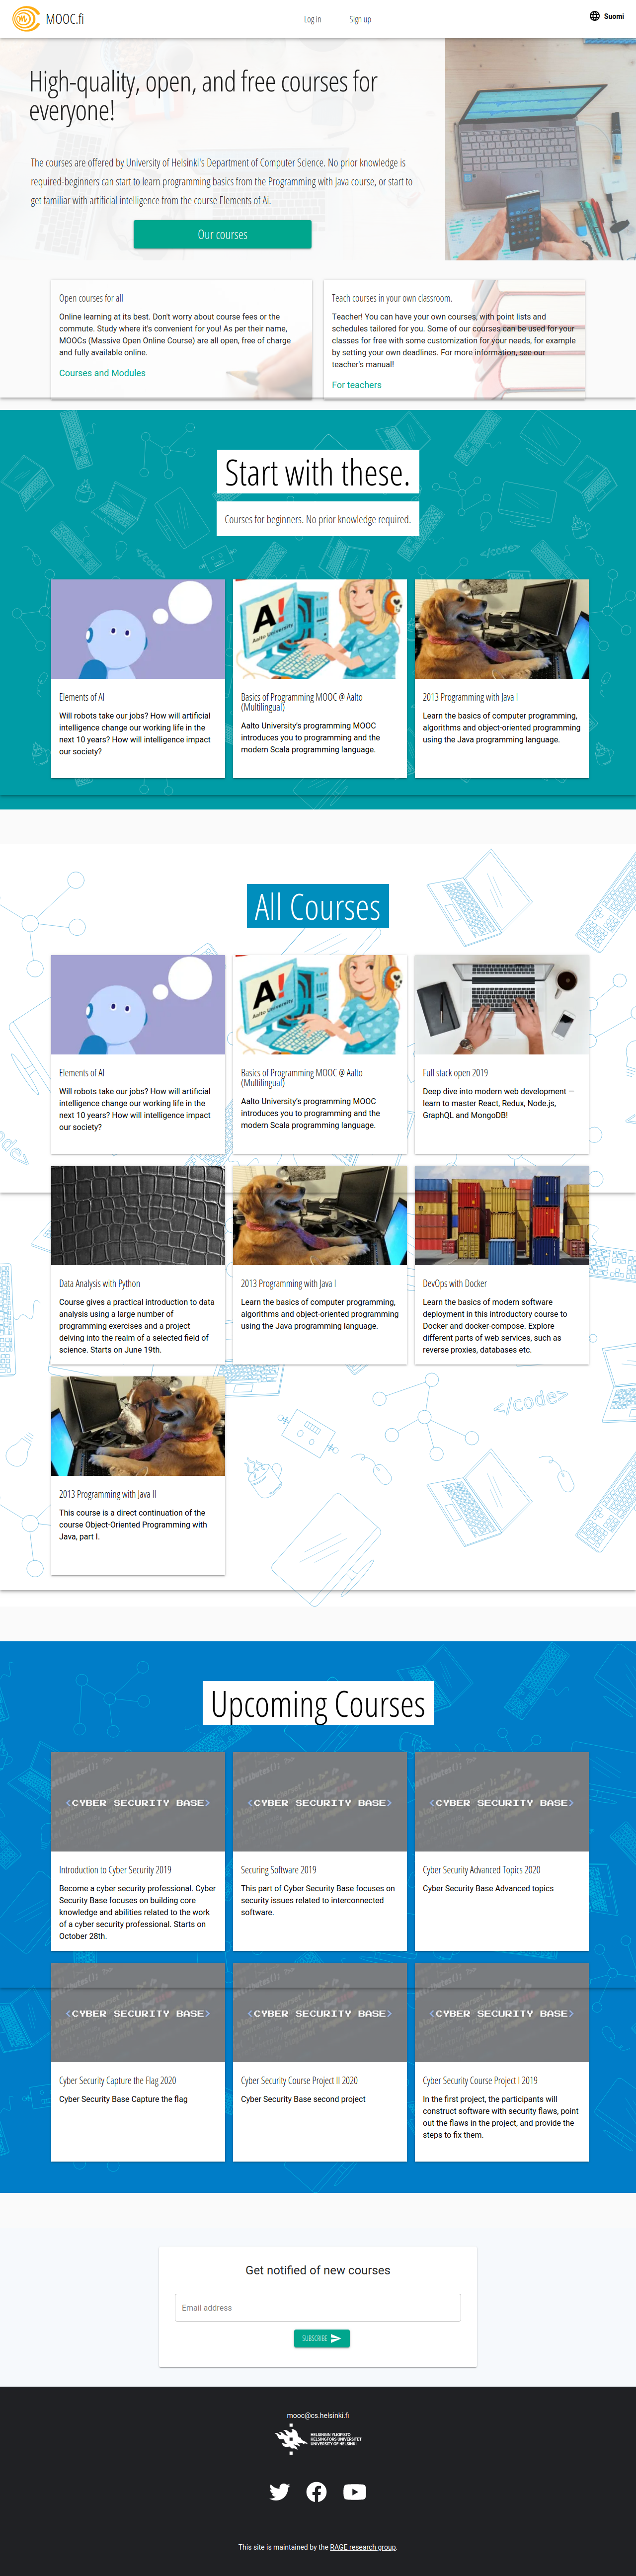 MOOC.fi
Log in
Sign up
Suomi
High-quality, open, and free courses for
everyone!
The courses are offered by University of Helsinki's Department of Computer Science. No prior knowledge is
required-beginners can start to learn programming basics from the Programming with Java course, or start to
get familiar with artificial intelligence from the course Elements of Ai.
Our courses
Open courses for all
Online learning at its best. Don't worry about course fees or the
commute. Study where it's convenient for you! As per their name,
MOOCs (Massive Open Online Course) are all open, free of charge
and fully available online.
Courses and Modules
Teach courses in your own classroom.
Teacher! You can have your own courses, with point lists and
schedules tailored for you. Some of our courses can be used for your
classes for free with some customization for your needs, for example
by setting your own deadlines. For more information, see our
teacher's manual!
For teachers
Start with these.
Courses for beginners. No prior knowledge required.
</code>
</code>
A!
Aalto University
Elements of AI
Will robots take our jobs? How will artificial
intelligence change our working life in the
next 10 years? How will intelligence impact
our society?
Basics of Programming MOOC @ Aalto
(Multilingual)
Aalto University's programming MOOC
introduces you to programming and the
modern Scala programming language.
2013 Programming with Java I
Learn the basics of computer programming,
algorithms and object-oriented programming
using the Java programming language.
All Courses
A!
Aalto University
Elements of AI
Will robots take our jobs? How will artificial
intelligence change our working life in the
next 10 years? How will intelligence impact
our society?
Basics of Programming MOOC @ Aalto
(Multilingual)
Aalto University's programming MOOC
introduces you to programming and the
modern Scala programming language.
Full stack open 2019
Deep dive into modern web development —
learn to master React, Redux, Node.js,
GraphQL and MongoDB!
Data Analysis with Python
Course gives a practical introduction to data
analysis using a large number of
programming exercises and a project
delving into the realm of a selected field of
science. Starts on June 19th.
2013 Programming with Java I
Learn the basics of computer programming,
algorithms and object-oriented programming
using the Java programming language.
DevOps with Docker
Learn the basics of modern software
deployment in this introductory course to
Docker and docker-compose. Explore
different parts of web services, such as
reverse proxies, databases etc.
</code>
2013 Programming with Java II
This course is a direct continuation of the
course Object-Oriented Programming with
Java, part I.
Upcoming Courses
<CYBER SECURITY BASE>
<CYBER SECURITY BASE>
<CYBER SECURITY BASE>
Introduction to Cyber Security 2019
Become a cyber security professional. Cyber
Security Base focuses on building core
knowledge and abilities related to the work
of a cyber security professional. Starts on
October 28th.
Securing Software 2019
This part of Cyber Security Base focuses on
security issues related to interconnected
software.
Cyber Security Advanced Topics 2020
Cyber Security Base Advanced topics
<CYBER SECURITY BASE>
<CYBER SECURITY BASE>
<CYBER SECURITY BASE>
Cyber Security Capture the Flag 2020
Cyber Security Base Capture the flag
Cyber Security Course Project II 2020
Cyber Security Base second project
Cyber Security Course Project I 2019
In the first project, the participants will
construct software with security flaws, point
out the flaws in the project, and provide the
steps to fix them.
Get notified of new courses
Email address
SUBSCRIBE
mooc@cs.helsinki.fi
HELSINGIN YLIOPISTO
HELSINGFORS UNIVERSITET
UNIVERSITY OF HELSINKI
This site is maintained by the RAGE research group.